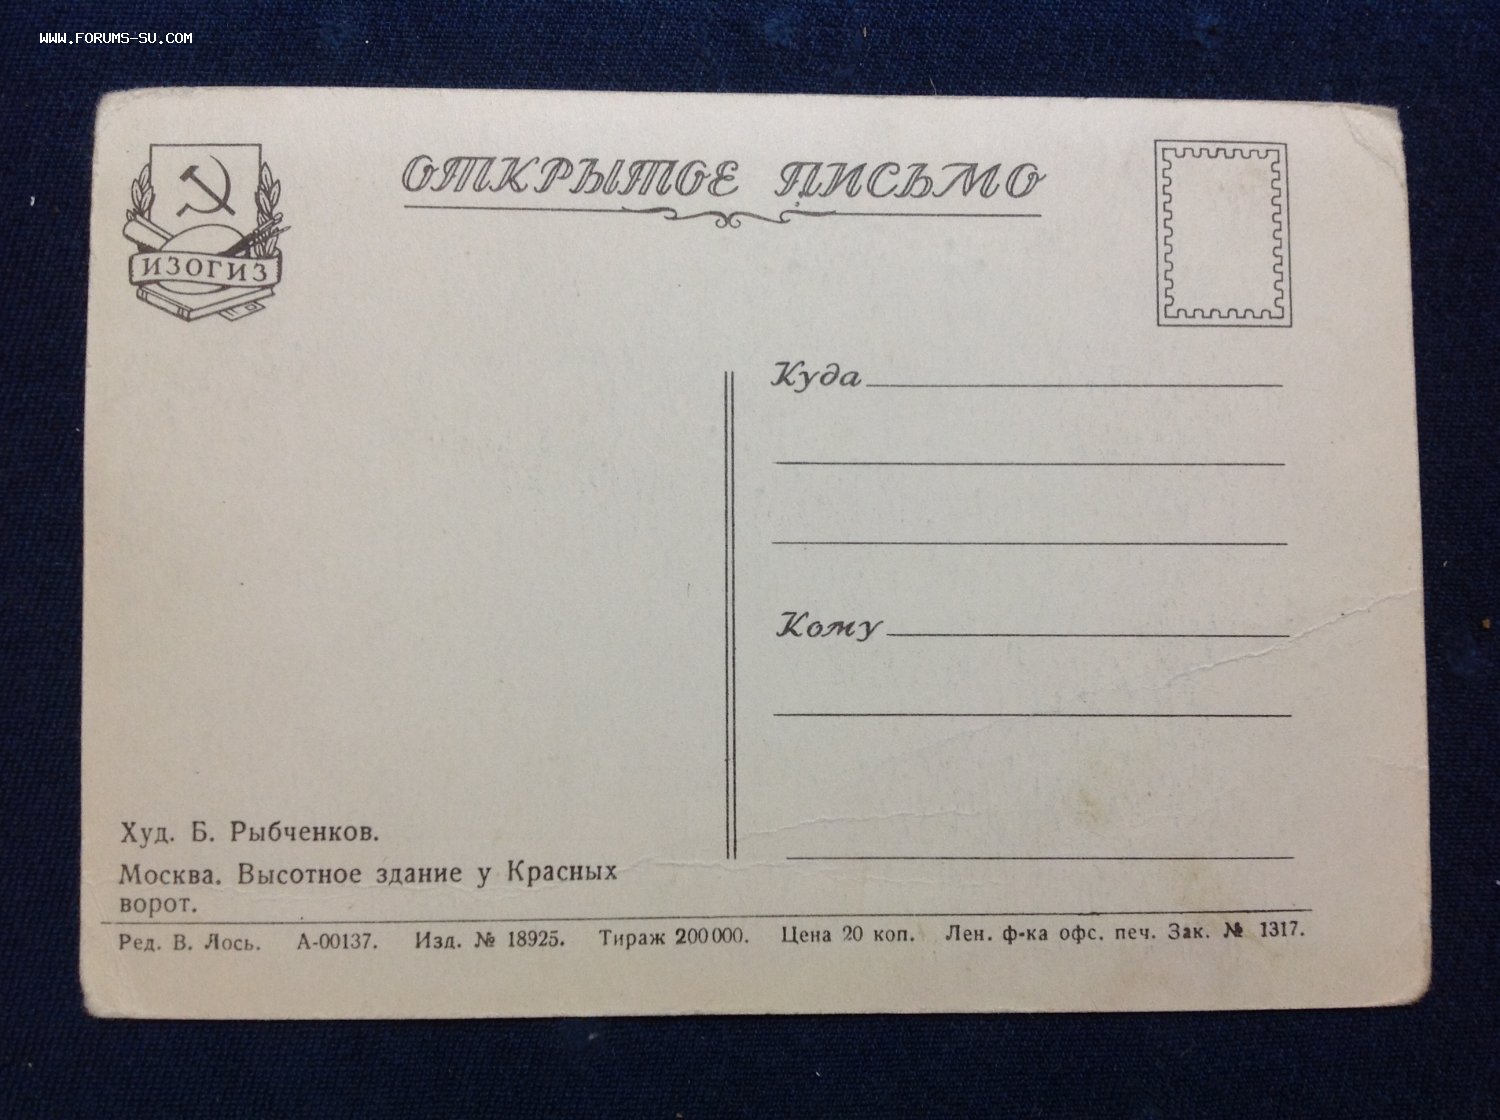 WWW.FORUMS-SU.COM
ОТКРЫТОЕ ПИСЬМО
ИЗОГИЗ
Куда
Кому
Худ. Б. Рыбченков.
Москва. Высотное здание у Красных
ворот.
Ред. В. Лось. А-00137. Изд. № 18925. Тираж 200000. Цена 20 коп. Лен. ф-ка офс. печ. Зак. № 1317.